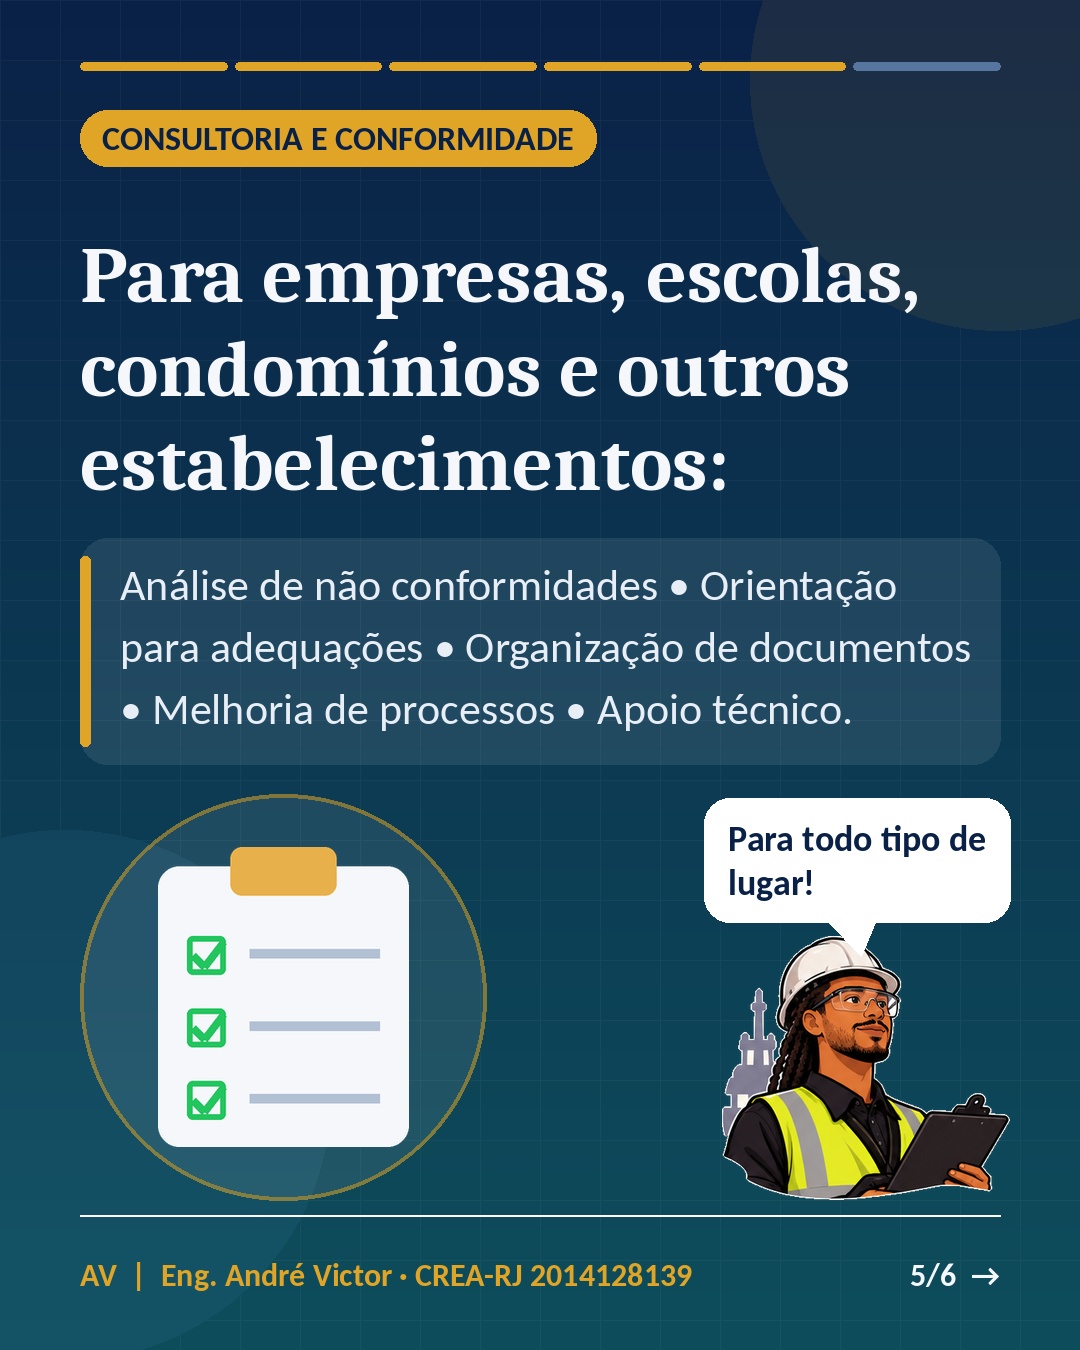 CONSULTORIA E CONFORMIDADE
Para empresas, escolas,
condomínios e outros
estabelecimentos:
Análise de não conformidades • Orientação
para adequações • Organização de documentos
• Melhoria de processos • Apoio técnico.
Para todo tipo de
lugar!
AV | Eng. André Victor · CREA-RJ 2014128139
5/6 →